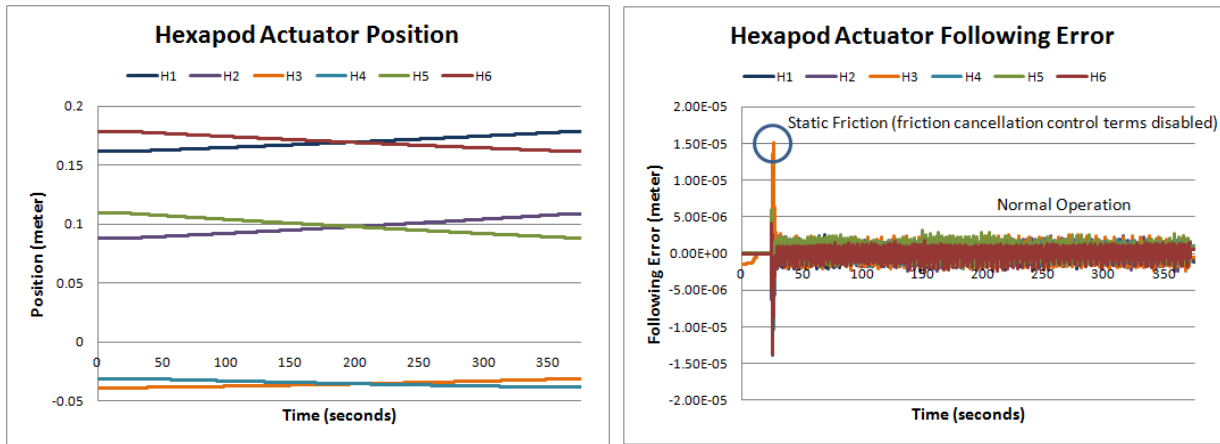 Hexapod Actuator Position
H1 H2 H3 H4 H5 H6
0.2
0.15
0.1
0.05
0
-0.05
Position (meter)
0 50 100 150 200 250 300 350
Time (seconds)
Hexapod Actuator Following Error
H1 H2 H3 H4 H5 H6
2.00E-05
1.50E-05
1.00E-05
5.00E-06
0.00E+00
-5.00E-06
-1.00E-05
-1.50E-05
-2.00E-05
Following Error (meter)
Static Friction (friction cancellation control terms disabled)
Normal Operation
0 50 100 150 200 250 300 350
Time (seconds)